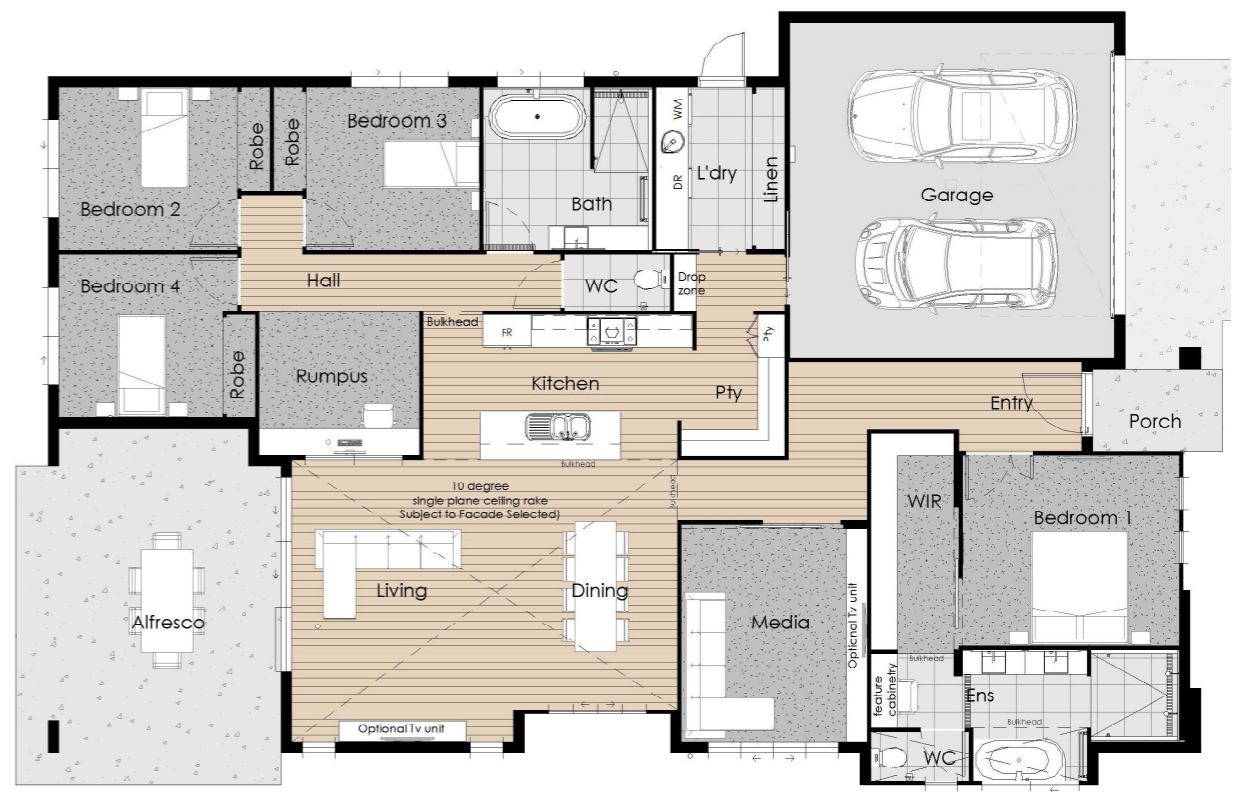 Bedroom 2
Robe
Robe
Bedroom 3
Bath
WM
DR
L'dry
Linen
Garage
Bedroom 4
Robe
Hall
WC
Drop
zone
Bulkhead
FR
Rumpus
Kitchen
Pty
Pty
Entry
Porch
Bulkhead
Bulkhead
10 degree
single plane ceiling rake
Subject to Facade Selected)
WIR
Bedroom 1
Living
Dining
Alfresco
Media
Optional Tv unit
Optional Tv unit
Bulkhead
feature
cabinetry
Ens
Bulkhead
WC